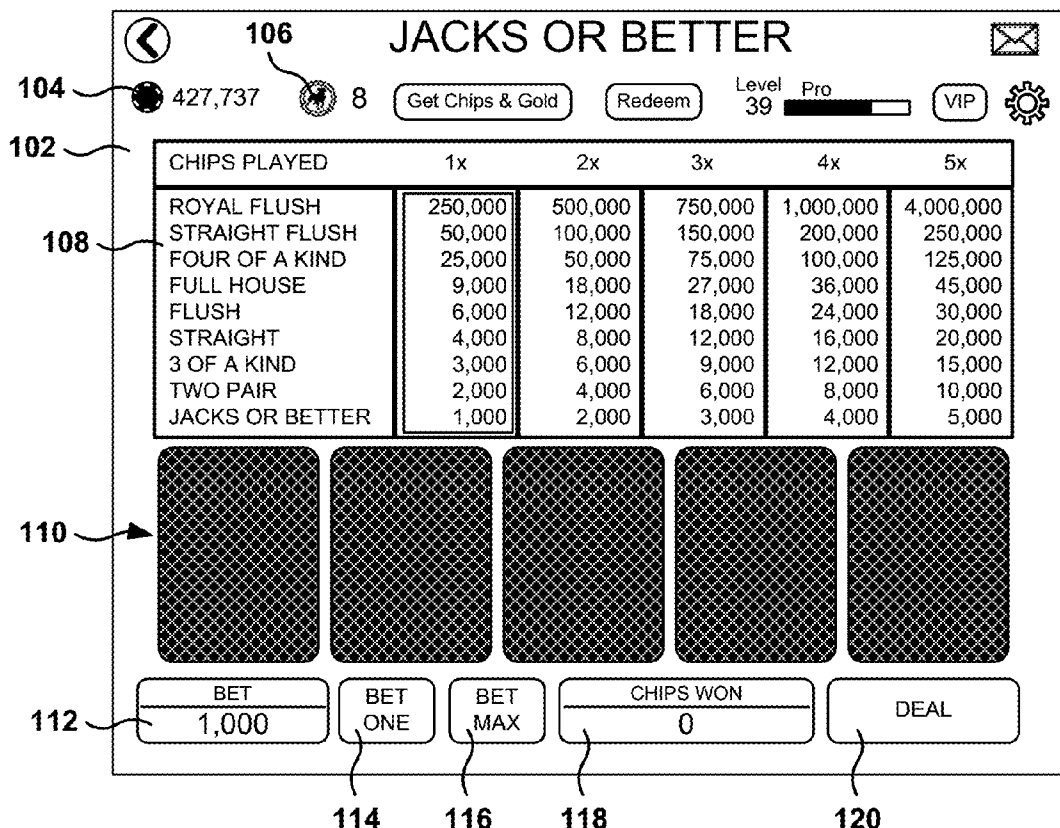 JACKS OR BETTER
106
104 427,737 8 Get Chips & Gold Redeem Level 39 Pro VIP
102
CHIPS PLAYED 1x 2x 3x 4x 5x
ROYAL FLUSH 250,000 500,000 750,000 1,000,000 4,000,000
STRAIGHT FLUSH 50,000 100,000 150,000 200,000 250,000
108
FOUR OF A KIND 25,000 50,000 75,000 100,000 125,000
FULL HOUSE 9,000 18,000 27,000 36,000 45,000
FLUSH 6,000 12,000 18,000 24,000 30,000
STRAIGHT 4,000 8,000 12,000 16,000 20,000
3 OF A KIND 3,000 6,000 9,000 12,000 15,000
TWO PAIR 2,000 4,000 6,000 8,000 10,000
JACKS OR BETTER 1,000 2,000 3,000 4,000 5,000
110
112
BET
1,000
BET
ONE
BET
MAX
CHIPS WON
0
DEAL
114 116 118 120